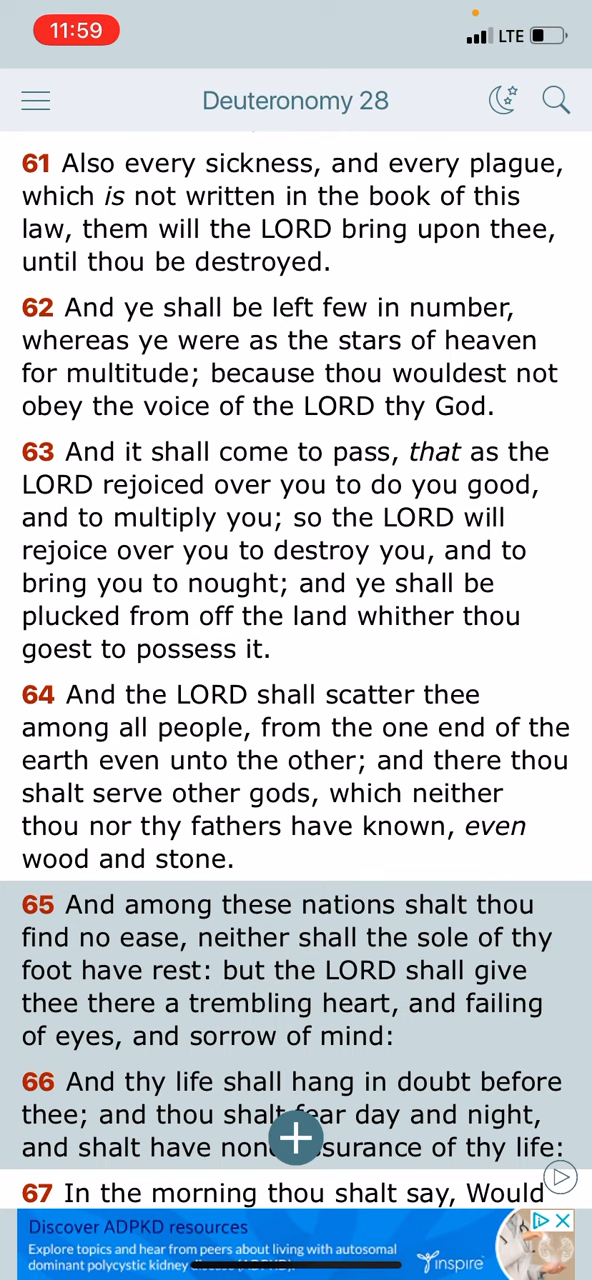 11:59
LTE
Deuteronomy 28
61 Also every sickness, and every plague,
which is not written in the book of this
law, them will the LORD bring upon thee,
until thou be destroyed.
62 And ye shall be left few in number,
whereas ye were as the stars of heaven
for multitude; because thou wouldest not
obey the voice of the LORD thy God.
63 And it shall come to pass, that as the
LORD rejoiced over you to do you good,
and to multiply you; so the LORD will
rejoice over you to destroy you, and to
bring you to nought; and ye shall be
plucked from off the land whither thou
goest to possess it.
64 And the LORD shall scatter thee
among all people, from the one end of the
earth even unto the other; and there thou
shalt serve other gods, which neither
thou nor thy fathers have known, even
wood and stone.
65 And among these nations shalt thou
find no ease, neither shall the sole of thy
foot have rest: but the LORD shall give
thee there a trembling heart, and failing
of eyes, and sorrow of mind:
66 And thy life shall hang in doubt before
thee; and thou shalt fear day and night,
and shalt have none surance of thy life:
67 In the morning thou shalt say, Would
Discover ADPKD resources
Explore topics and hear from peers about living with autosomal
dominant polycystic kidney
inspire